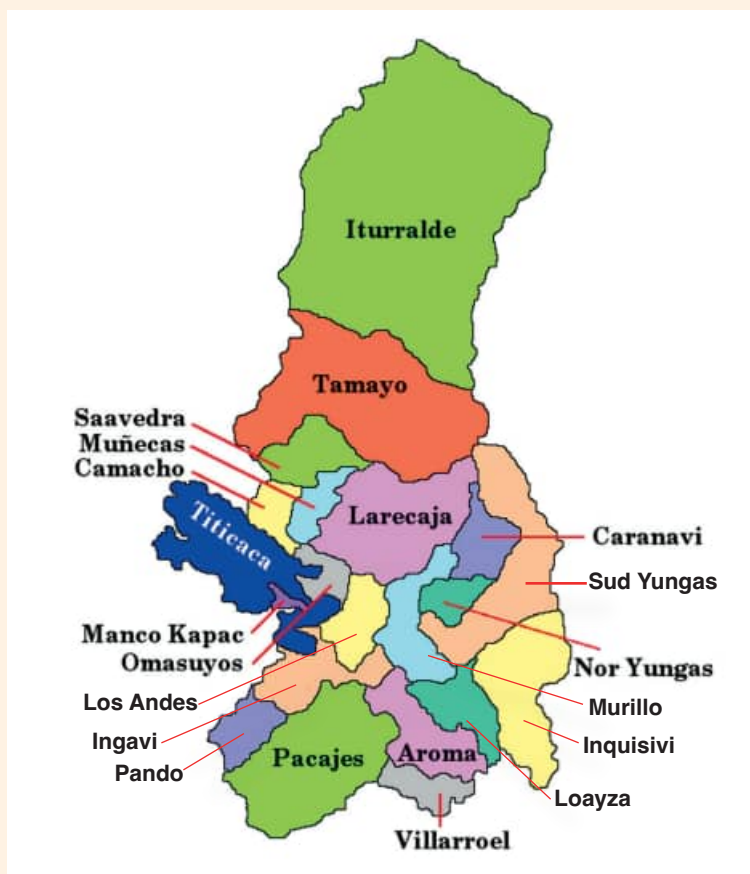 Iturralde
Tamayo
Saavedra
Muñecas
Camacho
Titicaca
Larecaja
Caranavi
Sud Yungas
Manco Kapac
Omasuyos
Nor Yungas
Los Andes
Murillo
Ingavi
Inquisivi
Pando
Pacajes
Aroma
Loayza
Villarroel